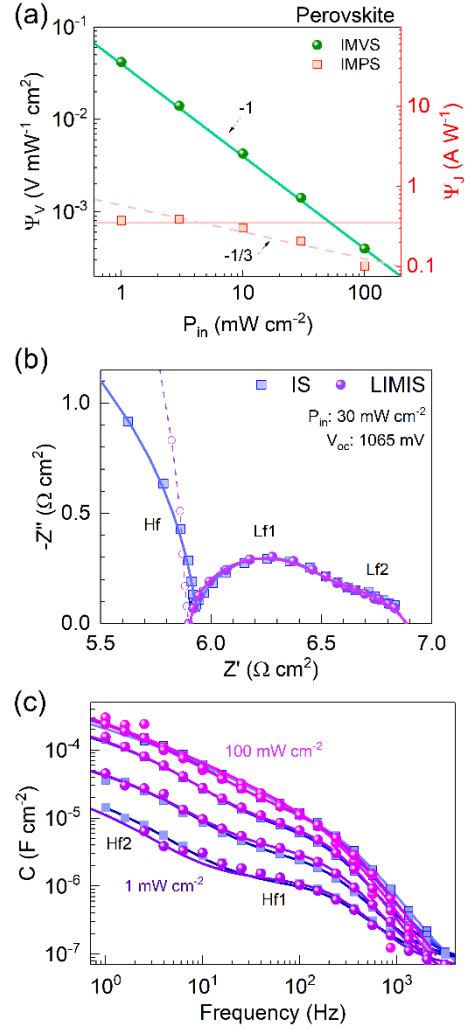 (a)
Perovskite
IMVS
IMPS
10⁻¹
10⁻²
10⁻³
10
1
0.1
-1
-1/3
Ψ_V (V mW⁻¹ cm²)
Ψ_J (A W⁻¹)
1 10 100
P_in (mW cm⁻²)
(b)
IS LIMIS
P_in: 30 mW cm⁻²
V_oc: 1065 mV
1.0
0.5
0.0
Hf
Lf1
Lf2
-Z'' (Ω cm²)
5.5 6.0 6.5 7.0
Z' (Ω cm²)
(c)
10⁻⁴
10⁻⁵
10⁻⁶
10⁻⁷
100 mW cm⁻²
Hf2
1 mW cm⁻²
Hf1
C (F cm⁻²)
10⁰ 10¹ 10² 10³
Frequency (Hz)